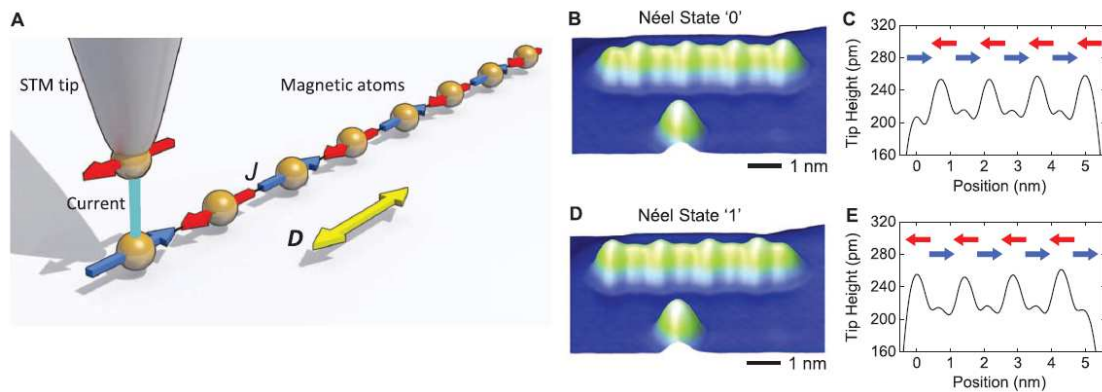 A
STM tip
Magnetic atoms
J
Current
D
B
Néel State ‘0’
1 nm
C
Tip Height (pm)
320
280
240
200
160
0 1 2 3 4 5
Position (nm)
D
Néel State ‘1’
1 nm
E
Tip Height (pm)
320
280
240
200
160
0 1 2 3 4 5
Position (nm)